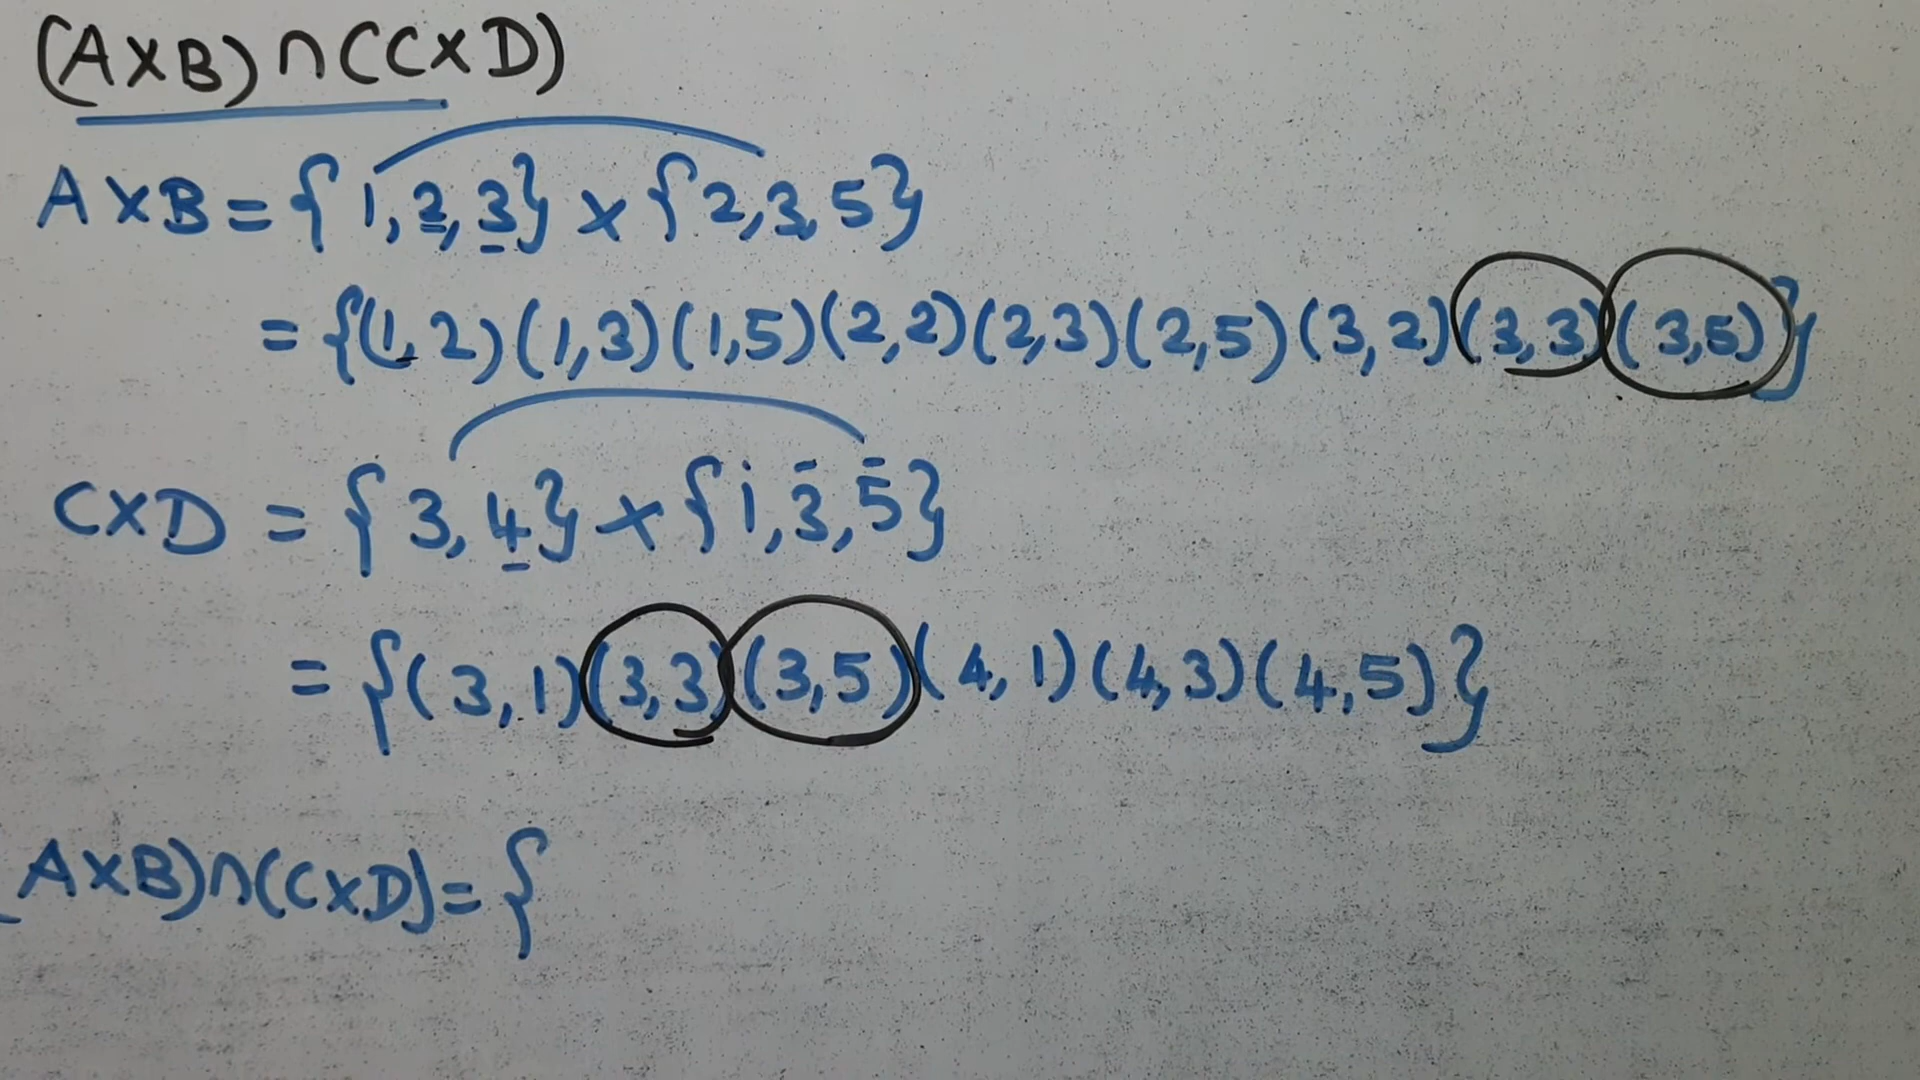 (A×B)∩(C×D)
A×B = {1,2,3} × {2,3,5}
= {(1,2)(1,3)(1,5)(2,2)(2,3)(2,5)(3,2)(3,3)(3,5)}
C×D = {3,4} × {1,3,5}
= {(3,1)(3,3)(3,5)(4,1)(4,3)(4,5)}
(A×B)∩(C×D) = {